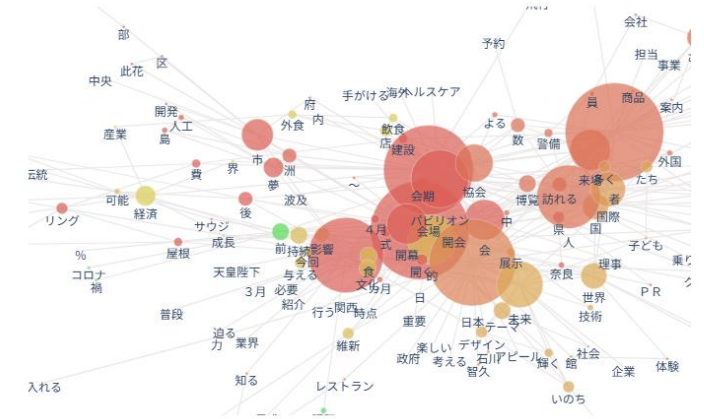 会社
部
予約
区
担当
此花
事業
中央
手がける
海外
ヘルスケア
商品
員
府
開発
案内
内
人工
外食
飲食
よる
産業
店
島
数
警備
建設
市
外国
費
界
洲
伝統
夢
～
来場
多く
たち
会期
協会
可能
博覧
訪れる
者
後
波及
経済
リング
パビリオン
国際
中
サウジ
４月
会場
県
国
成長
式
開会
人
前
持続
影響
会
子ども
屋根
％
開幕
今回
展示
理事
天皇陛下
食
開く
的
奈良
コロナ
与える
文化
禍
３月
必要
日
世界
ＰＲ
紹介
関西
行う
時点
普段
技術
重要
日本
未来
テーマ
迫る
力
業界
維新
楽しい
デザイン
政府
考える
石川
アピール
輝く
社会
館
智久
企業
体験
知る
レストラン
入れる
いのち